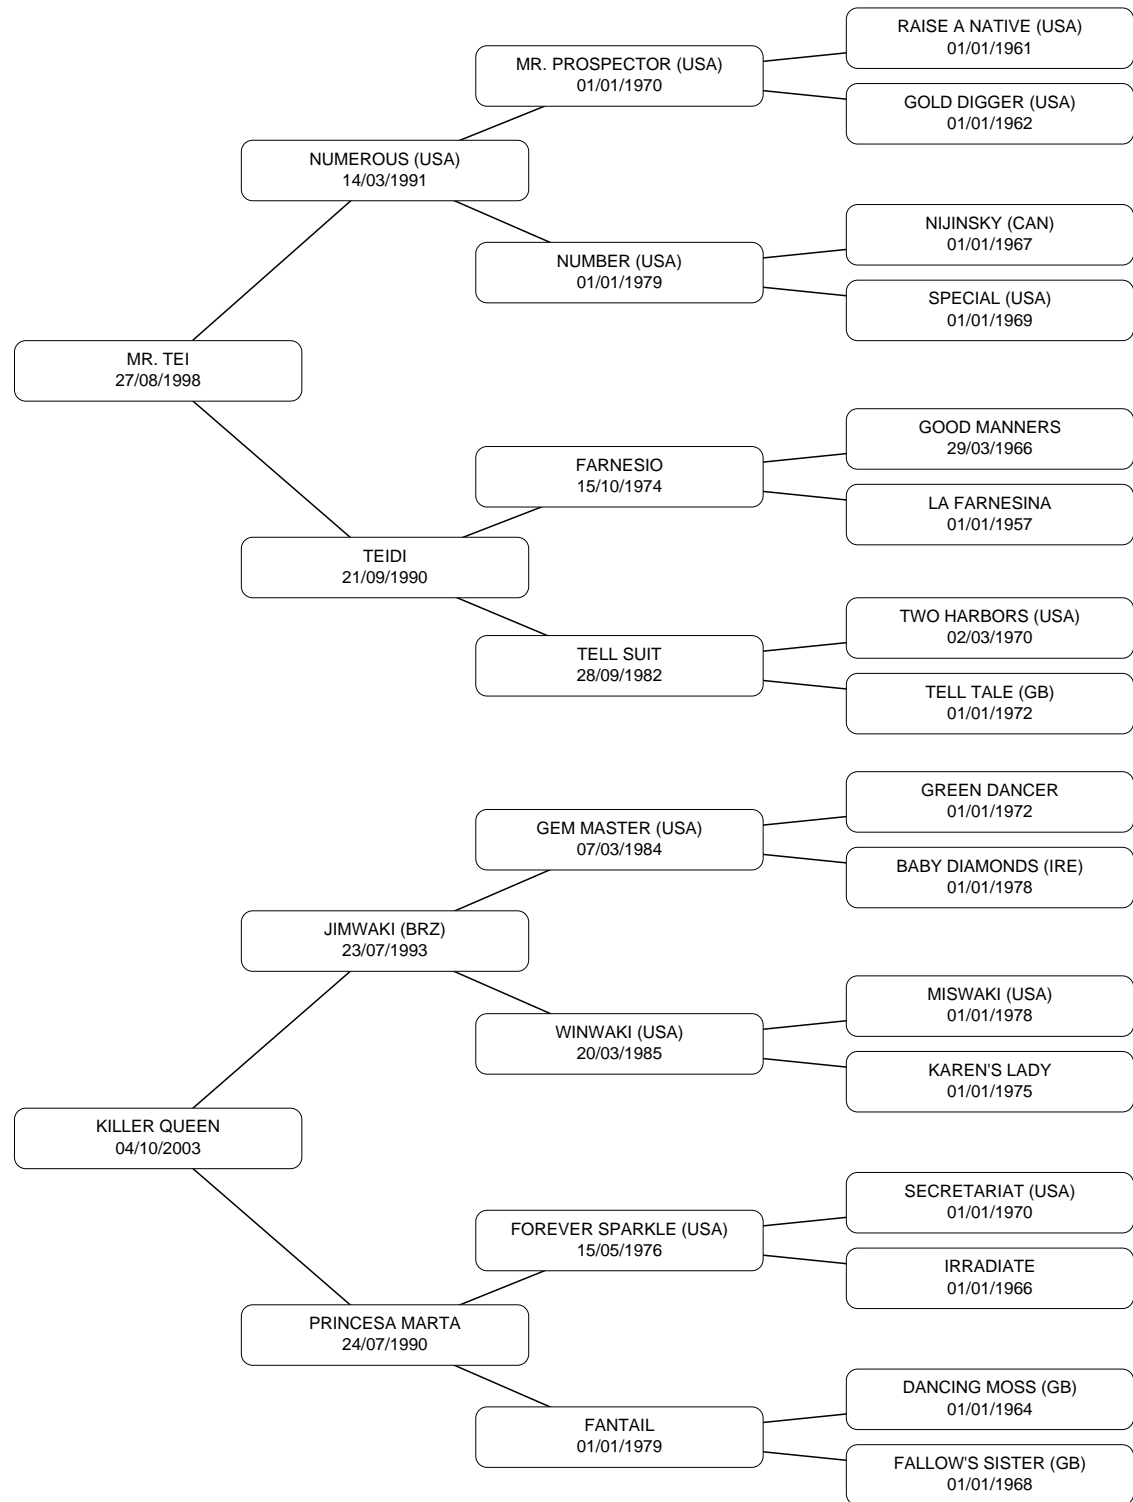 RAISE A NATIVE (USA)
01/01/1961
MR. PROSPECTOR (USA)
01/01/1970
GOLD DIGGER (USA)
01/01/1962
NUMEROUS (USA)
14/03/1991
NIJINSKY (CAN)
01/01/1967
NUMBER (USA)
01/01/1979
SPECIAL (USA)
01/01/1969
MR. TEI
27/08/1998
GOOD MANNERS
29/03/1966
FARNESIO
15/10/1974
LA FARNESINA
01/01/1957
TEIDI
21/09/1990
TWO HARBORS (USA)
02/03/1970
TELL SUIT
28/09/1982
TELL TALE (GB)
01/01/1972
GREEN DANCER
01/01/1972
GEM MASTER (USA)
07/03/1984
BABY DIAMONDS (IRE)
01/01/1978
JIMWAKI (BRZ)
23/07/1993
MISWAKI (USA)
01/01/1978
WINWAKI (USA)
20/03/1985
KAREN'S LADY
01/01/1975
KILLER QUEEN
04/10/2003
SECRETARIAT (USA)
01/01/1970
FOREVER SPARKLE (USA)
15/05/1976
IRRADIATE
01/01/1966
PRINCESA MARTA
24/07/1990
DANCING MOSS (GB)
01/01/1964
FANTAIL
01/01/1979
FALLOW'S SISTER (GB)
01/01/1968